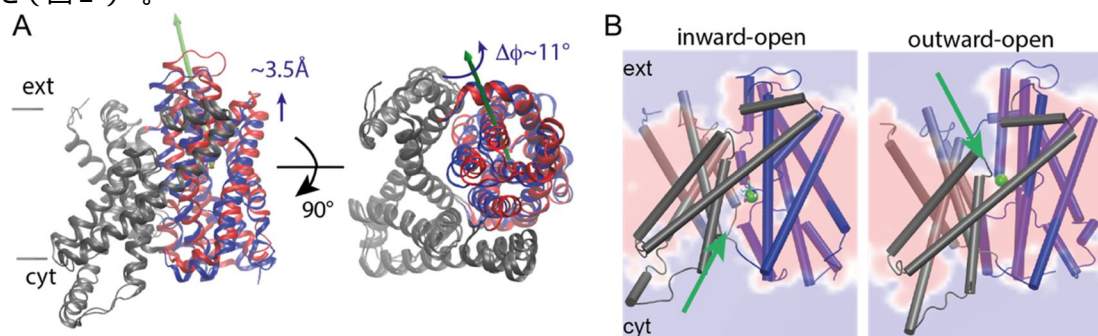 A
ext
cyt
~3.5Å
90°
Δϕ~11°
B
inward-open
outward-open
ext
cyt